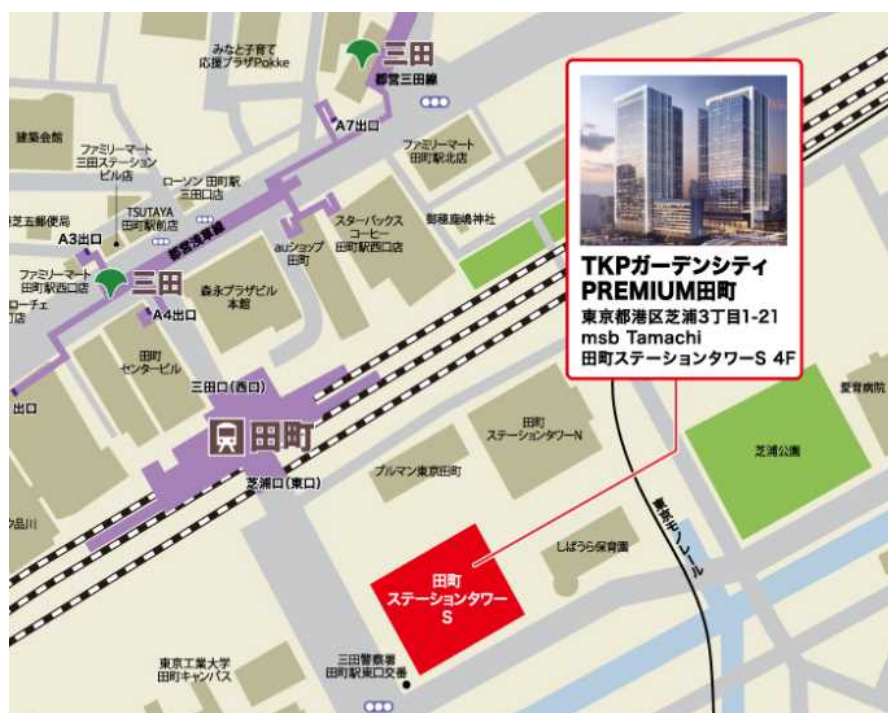 みなと子育て
応援プラザPokke
三田
都営三田線
A7出口
建築会館
ファミリーマート
三田ステーション
ビル店
ローソン 田町駅
三田口店
ファミリーマート
田町駅北店
芝五郵便局
TSUTAYA
田町駅前店
都営浅草線
auショップ
田町
スターバックス
コーヒー
田町駅西口店
御穂鹿嶋神社
A3出口
ファミリーマート
田町駅西口店
三田
ローチェ
町店
A4出口
森永プラザビル
本館
田町
センタービル
出口
三田口(西口)
田町
芝浦口(東口)
TKPガーデンシティ
PREMIUM田町
東京都港区芝浦3丁目1-21
msb Tamachi
田町ステーションタワーS 4F
田町
ステーションタワーN
プルマン東京田町
愛育病院
芝浦公園
東京モノレール
しばうら保育園
田町
ステーションタワー
S
品川
東京工業大学
田町キャンパス
三田警察署
田町駅東口交番